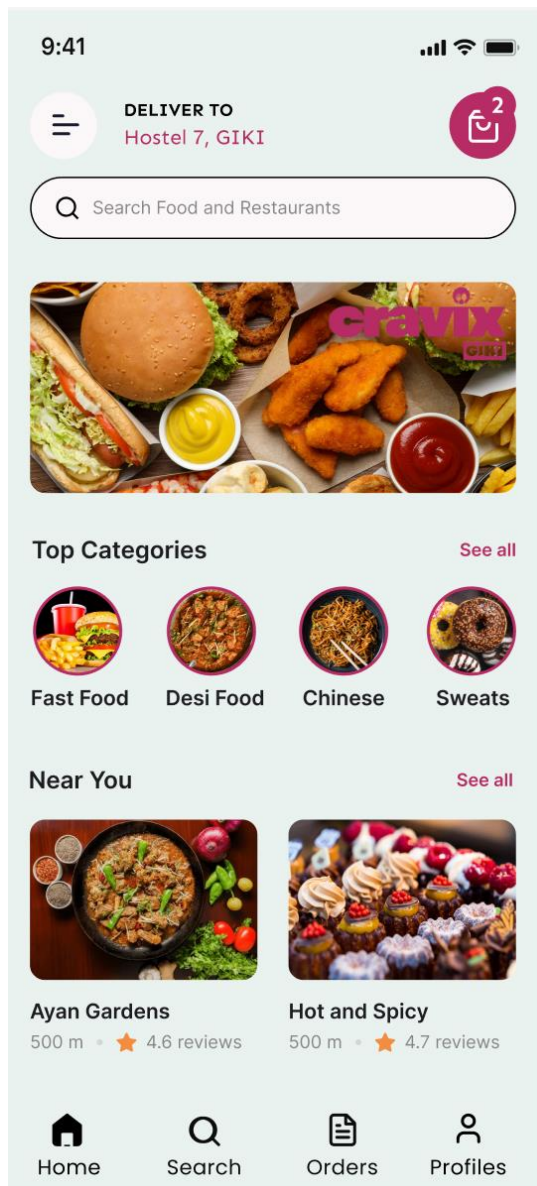 9:41
DELIVER TO
Hostel 7, GIKI
2
Search Food and Restaurants
cravix
GIKI
Top Categories
See all
Fast Food
Desi Food
Chinese
Sweats
Near You
See all
Ayan Gardens
Hot and Spicy
500 m • 4.6 reviews
500 m • 4.7 reviews
Home
Search
Orders
Profiles